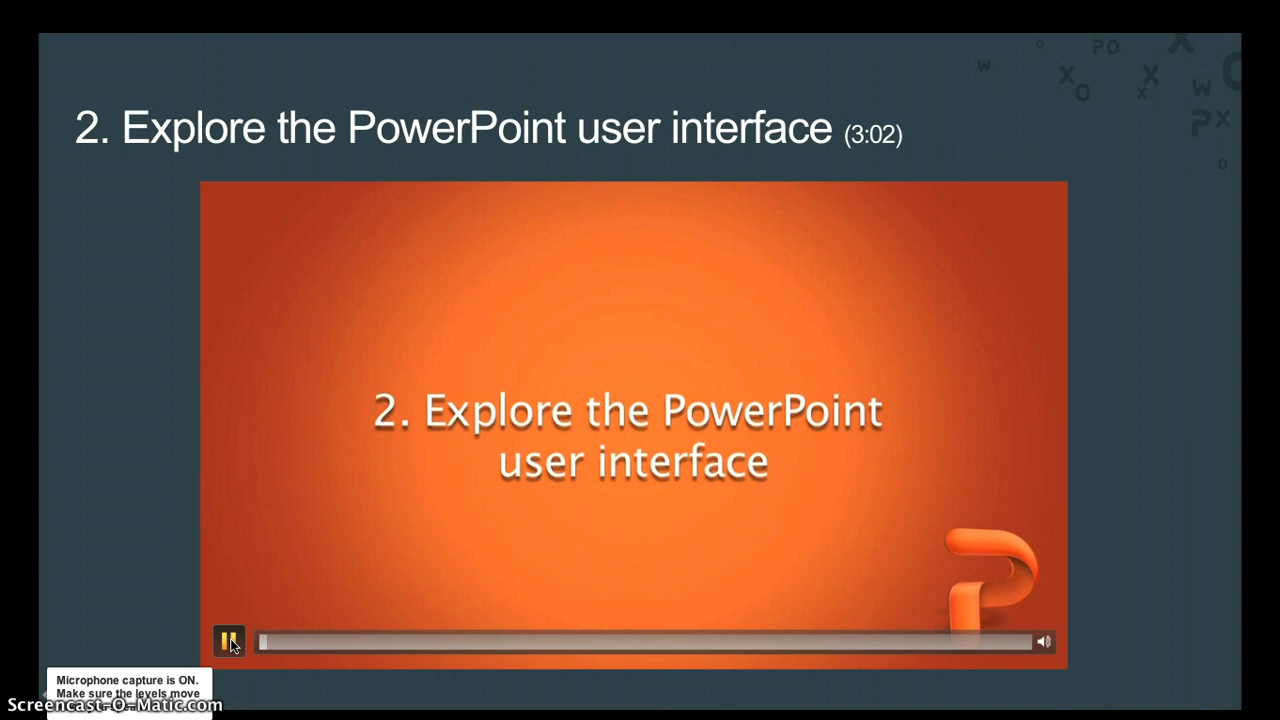 2. Explore the PowerPoint user interface (3:02)
2. Explore the PowerPoint
user interface
Microphone capture is ON.
Make sure the levels move
Screencast-O-Matic.com